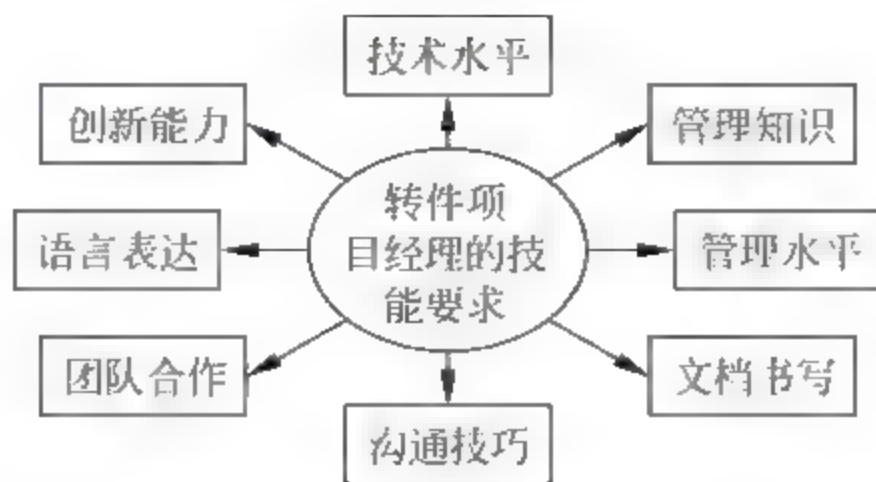 技术水平
创新能力
管理知识
转件项
目经理的技
能要求
语言表达
管理水平
团队合作
文档书写
沟通技巧